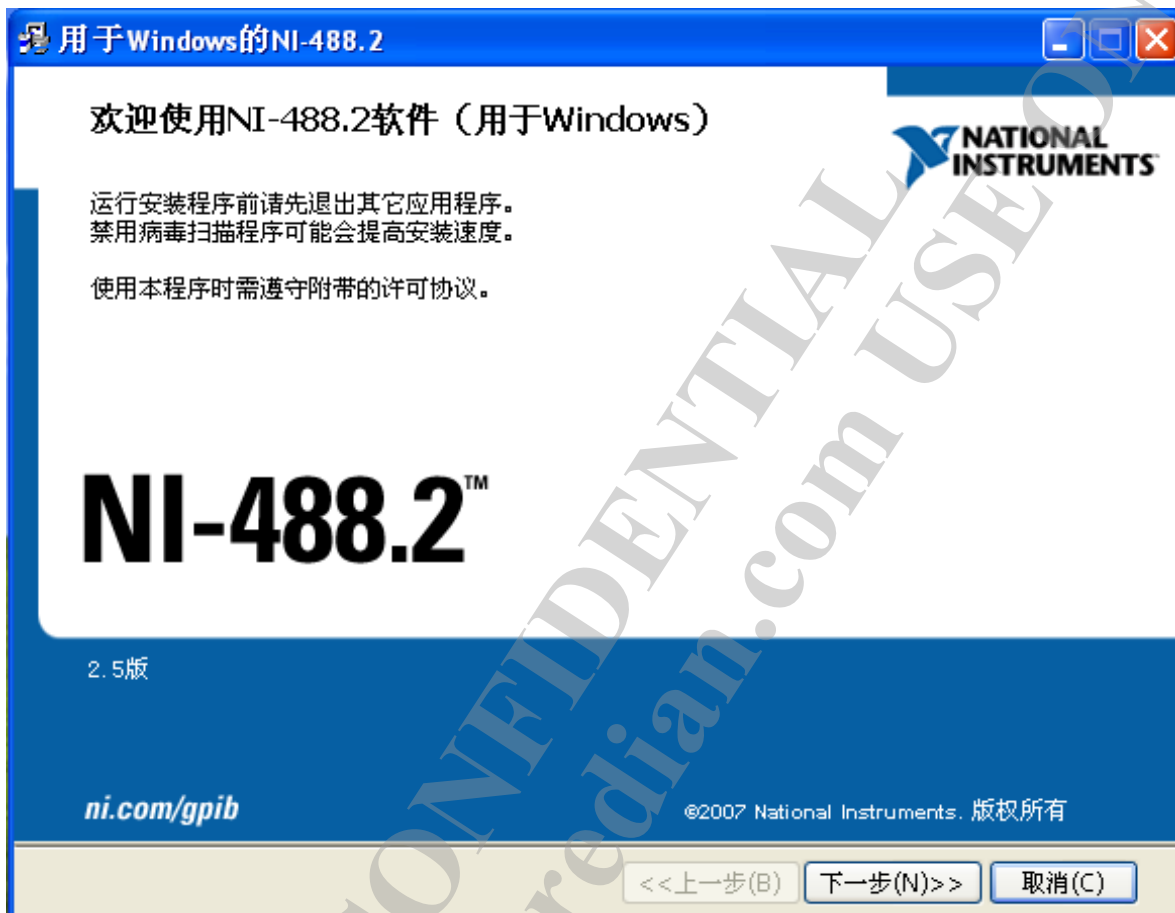 用于Windows的NI-488.2
欢迎使用NI-488.2软件（用于Windows）
NATIONAL
INSTRUMENTS
运行安装程序前请先退出其它应用程序。
禁用病毒扫描程序可能会提高安装速度。
使用本程序时需遵守附带的许可协议。
NI-488.2™
2.5版
ni.com/gpib
©2007 National Instruments. 版权所有
<<上一步(B)
下一步(N)>>
取消(C)
ONFIDENTIAL
redian.com USE